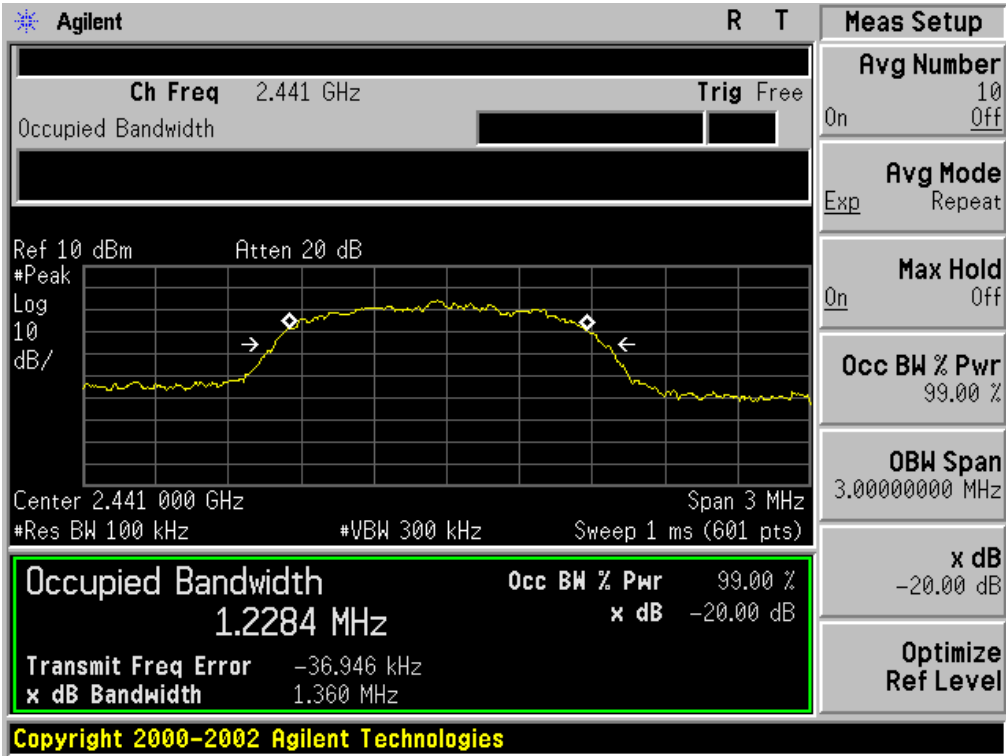 Agilent R T
Ch Freq 2.441 GHz Trig Free
Occupied Bandwidth
Ref 10 dBm Atten 20 dB
#Peak
Log
10
dB/
Center 2.441 000 GHz Span 3 MHz
#Res BW 100 kHz #VBW 300 kHz Sweep 1 ms (601 pts)
Occupied Bandwidth
1.2284 MHz
Occ BW % Pwr 99.00 %
x dB -20.00 dB
Transmit Freq Error -36.946 kHz
x dB Bandwidth 1.360 MHz
Copyright 2000-2002 Agilent Technologies
Meas Setup
Avg Number
10
On Off
Avg Mode
Exp Repeat
Max Hold
On Off
Occ BW % Pwr
99.00 %
OBW Span
3.00000000 MHz
x dB
-20.00 dB
Optimize
Ref Level